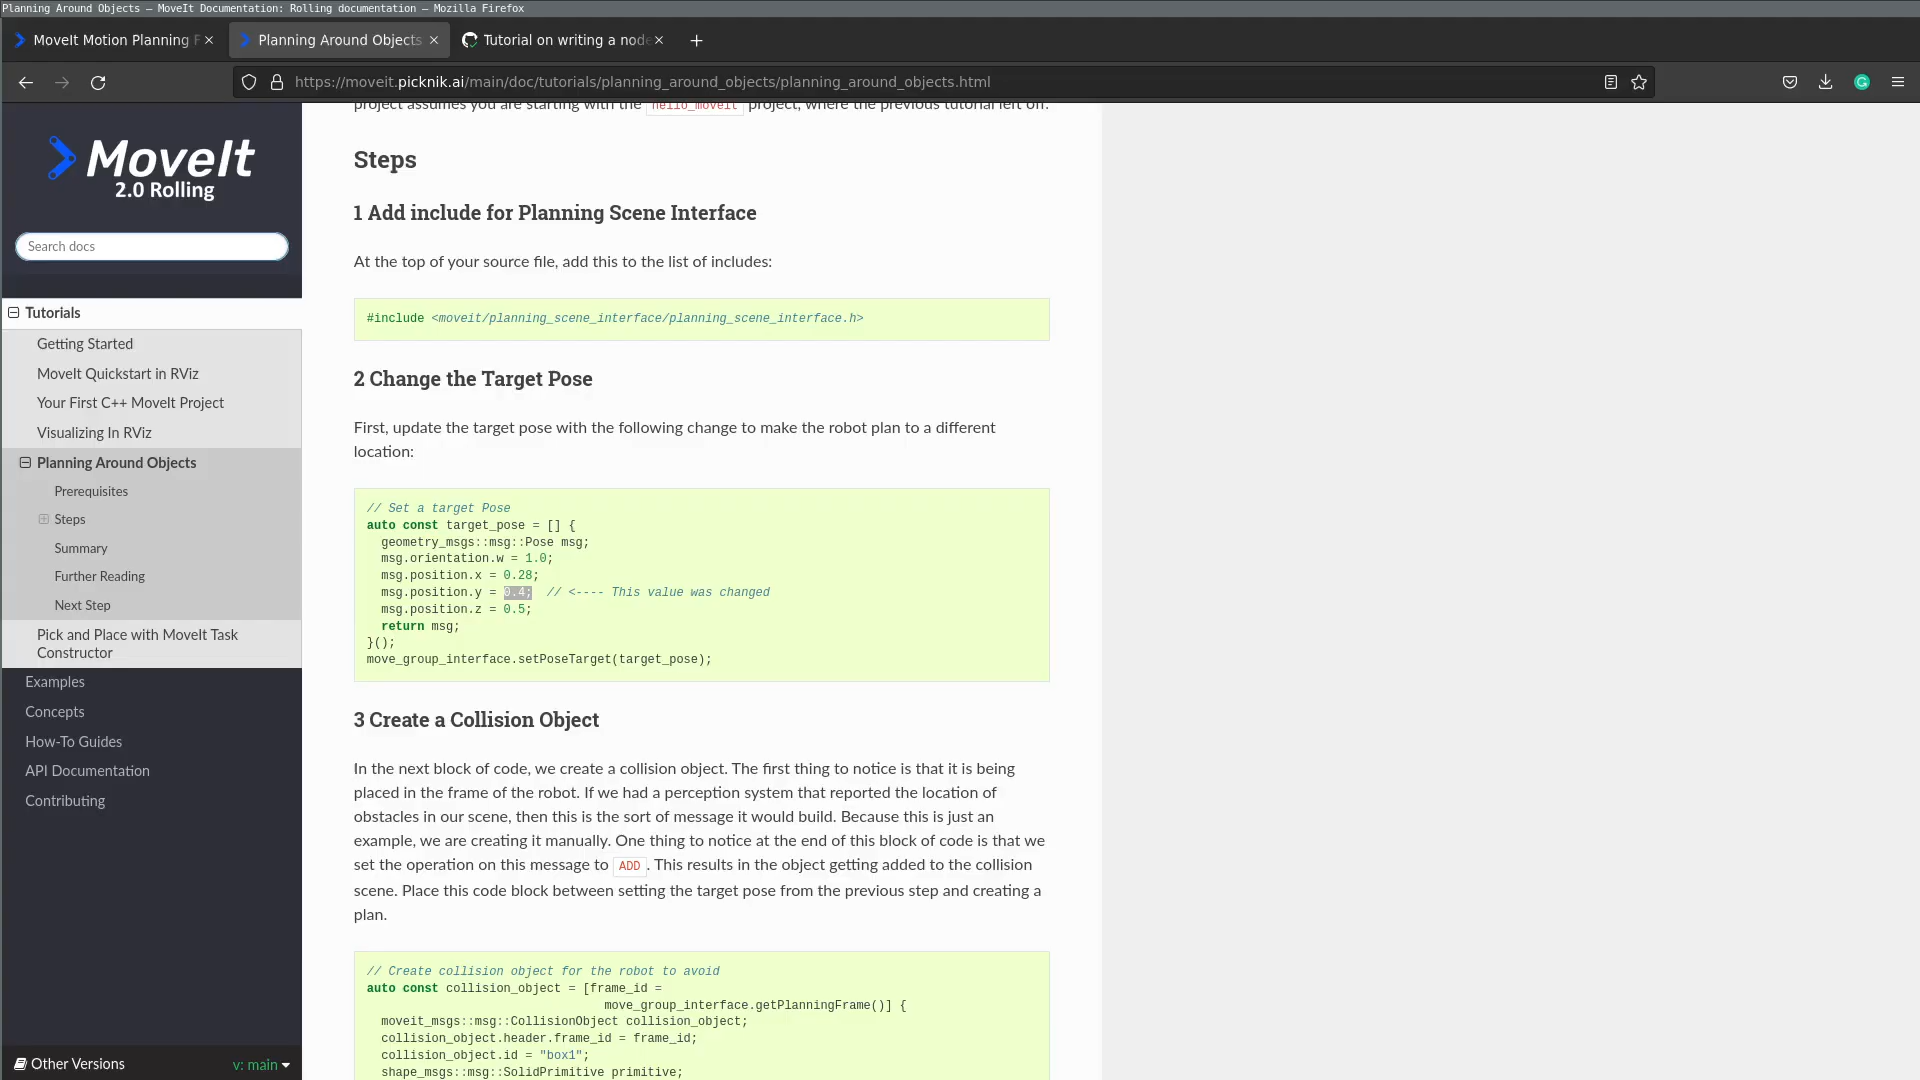 Planning Around Objects — MoveIt Documentation: Rolling documentation — Mozilla Firefox
MoveIt Motion Planning F
Planning Around Objects
Tutorial on writing a node
https://moveit.picknik.ai/main/doc/tutorials/planning_around_objects/planning_around_objects.html
MoveIt
2.0 Rolling
Search docs
Tutorials
Getting Started
MoveIt Quickstart in RViz
Your First C++ MoveIt Project
Visualizing In RViz
Planning Around Objects
Prerequisites
Steps
Summary
Further Reading
Next Step
Pick and Place with MoveIt Task
Constructor
Examples
Concepts
How-To Guides
API Documentation
Contributing
Other Versions
v: main
project assumes you are starting with the hello_moveit project, where the previous tutorial left off.
Steps
1 Add include for Planning Scene Interface
At the top of your source file, add this to the list of includes:
#include <moveit/planning_scene_interface/planning_scene_interface.h>
2 Change the Target Pose
First, update the target pose with the following change to make the robot plan to a different
location:
// Set a target Pose
auto const target_pose = [] {
  geometry_msgs::msg::Pose msg;
  msg.orientation.w = 1.0;
  msg.position.x = 0.28;
  msg.position.y = 0.4;  // <---- This value was changed
  msg.position.z = 0.5;
  return msg;
}();
move_group_interface.setPoseTarget(target_pose);
3 Create a Collision Object
In the next block of code, we create a collision object. The first thing to notice is that it is being
placed in the frame of the robot. If we had a perception system that reported the location of
obstacles in our scene, then this is the sort of message it would build. Because this is just an
example, we are creating it manually. One thing to notice at the end of this block of code is that we
set the operation on this message to ADD. This results in the object getting added to the collision
scene. Place this code block between setting the target pose from the previous step and creating a
plan.
// Create collision object for the robot to avoid
auto const collision_object = [frame_id =
                                 move_group_interface.getPlanningFrame()] {
  moveit_msgs::msg::CollisionObject collision_object;
  collision_object.header.frame_id = frame_id;
  collision_object.id = "box1";
  shape_msgs::msg::SolidPrimitive primitive;